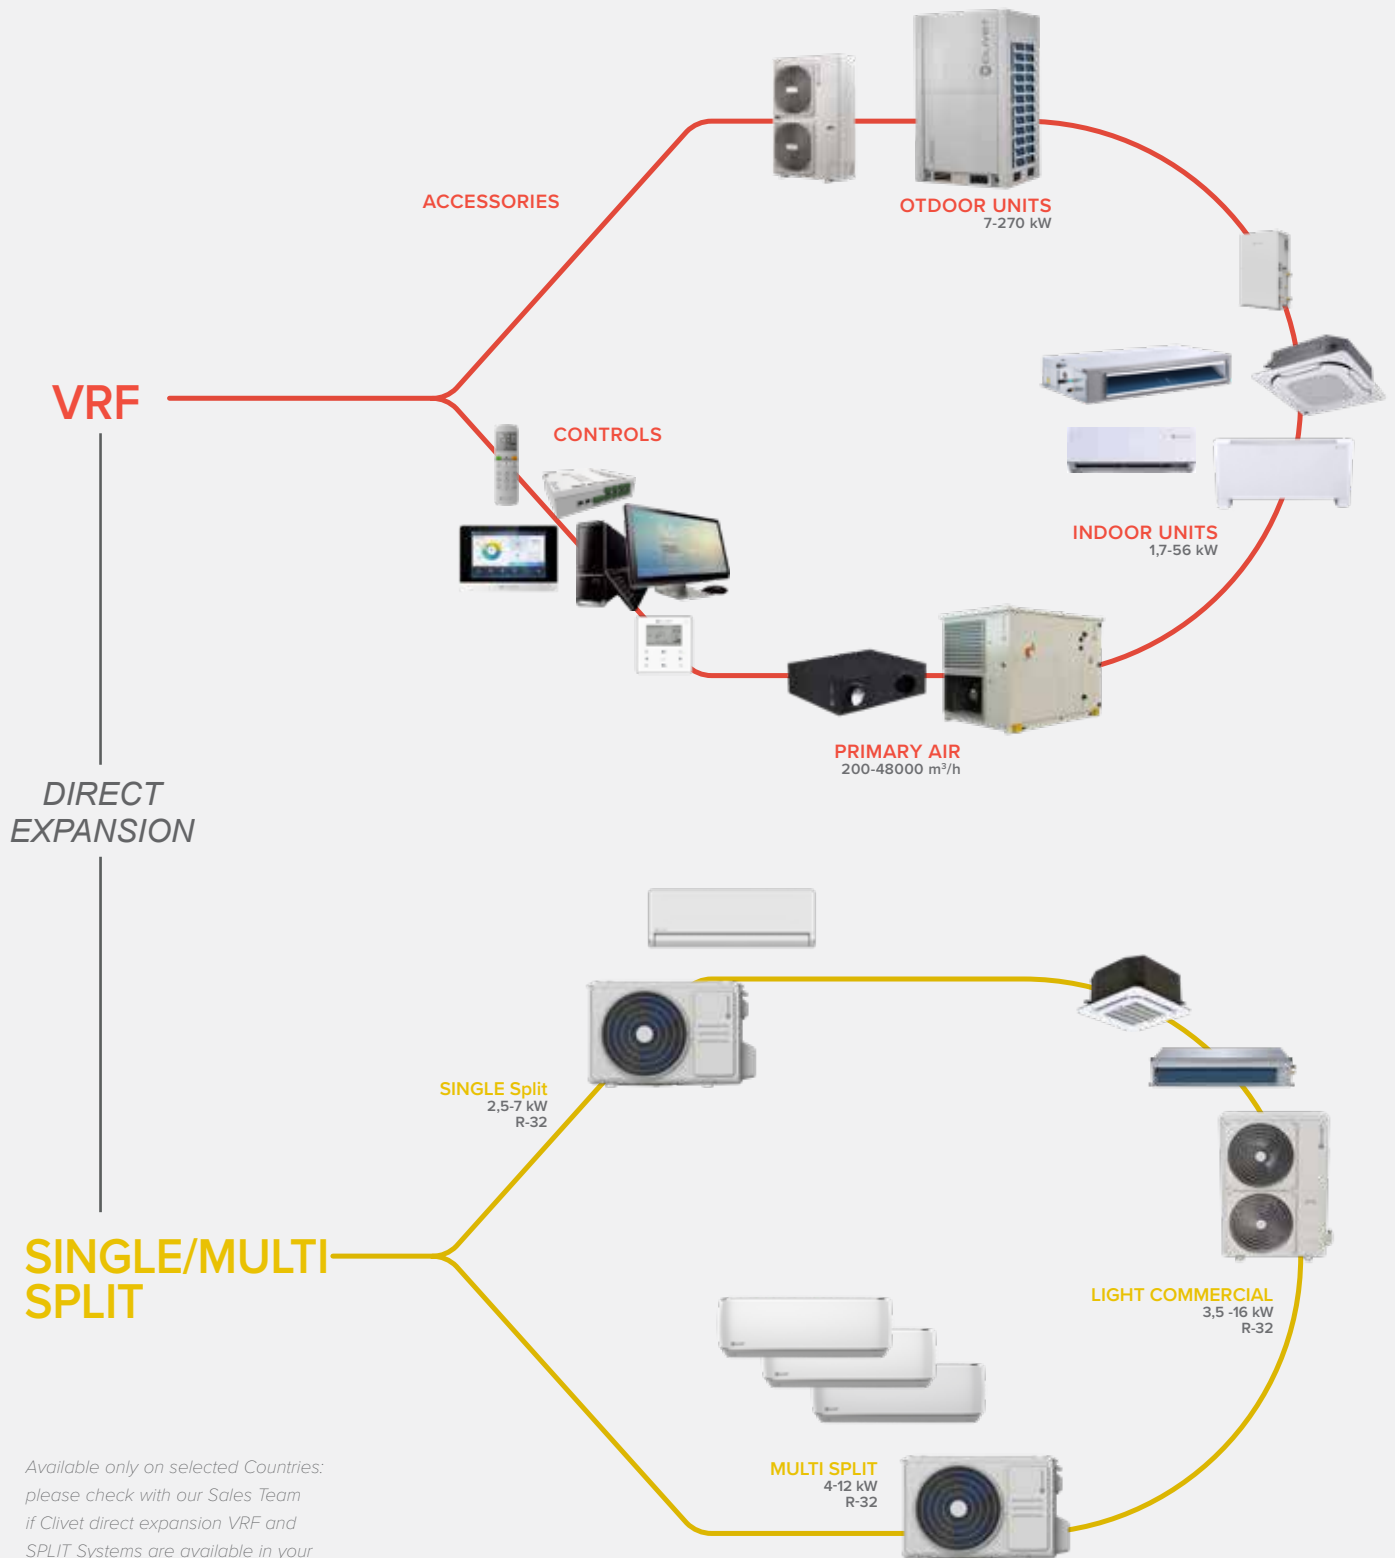 CLIVET
ACCESSORIES
OTDOOR UNITS
7-270 kW
VRF
CONTROLS
INDOOR UNITS
1,7-56 kW
PRIMARY AIR
200-48000 m³/h
DIRECT
EXPANSION
SINGLE Split
2,5-7 kW
R-32
SINGLE/MULTI
SPLIT
LIGHT COMMERCIAL
3,5 -16 kW
R-32
MULTI SPLIT
4-12 kW
R-32
Available only on selected Countries:
please check with our Sales Team
if Clivet direct expansion VRF and
SPLIT Systems are available in your